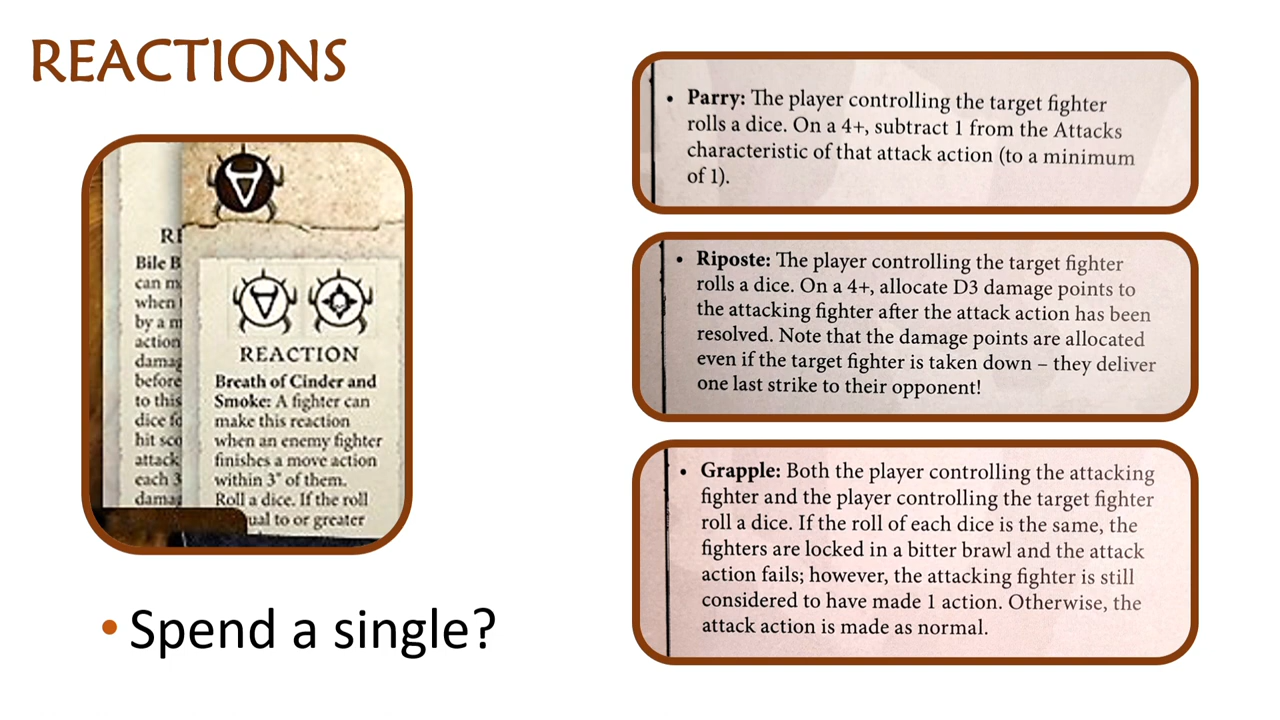 REACTIONS
RE
Bile B
can m
when
by a m
action
damag
before
to this
dice fo
hit sco
attack
each 3
damag
REACTION
Breath of Cinder and
Smoke: A fighter can
make this reaction
when an enemy fighter
finishes a move action
within 3" of them.
Roll a dice. If the roll
ual to or greater
• Spend a single?
• Parry: The player controlling the target fighter
rolls a dice. On a 4+, subtract 1 from the Attacks
characteristic of that attack action (to a minimum
of 1).
• Riposte: The player controlling the target fighter
rolls a dice. On a 4+, allocate D3 damage points to
the attacking fighter after the attack action has been
resolved. Note that the damage points are allocated
even if the target fighter is taken down – they deliver
one last strike to their opponent!
• Grapple: Both the player controlling the attacking
fighter and the player controlling the target fighter
roll a dice. If the roll of each dice is the same, the
fighters are locked in a bitter brawl and the attack
action fails; however, the attacking fighter is still
considered to have made 1 action. Otherwise, the
attack action is made as normal.